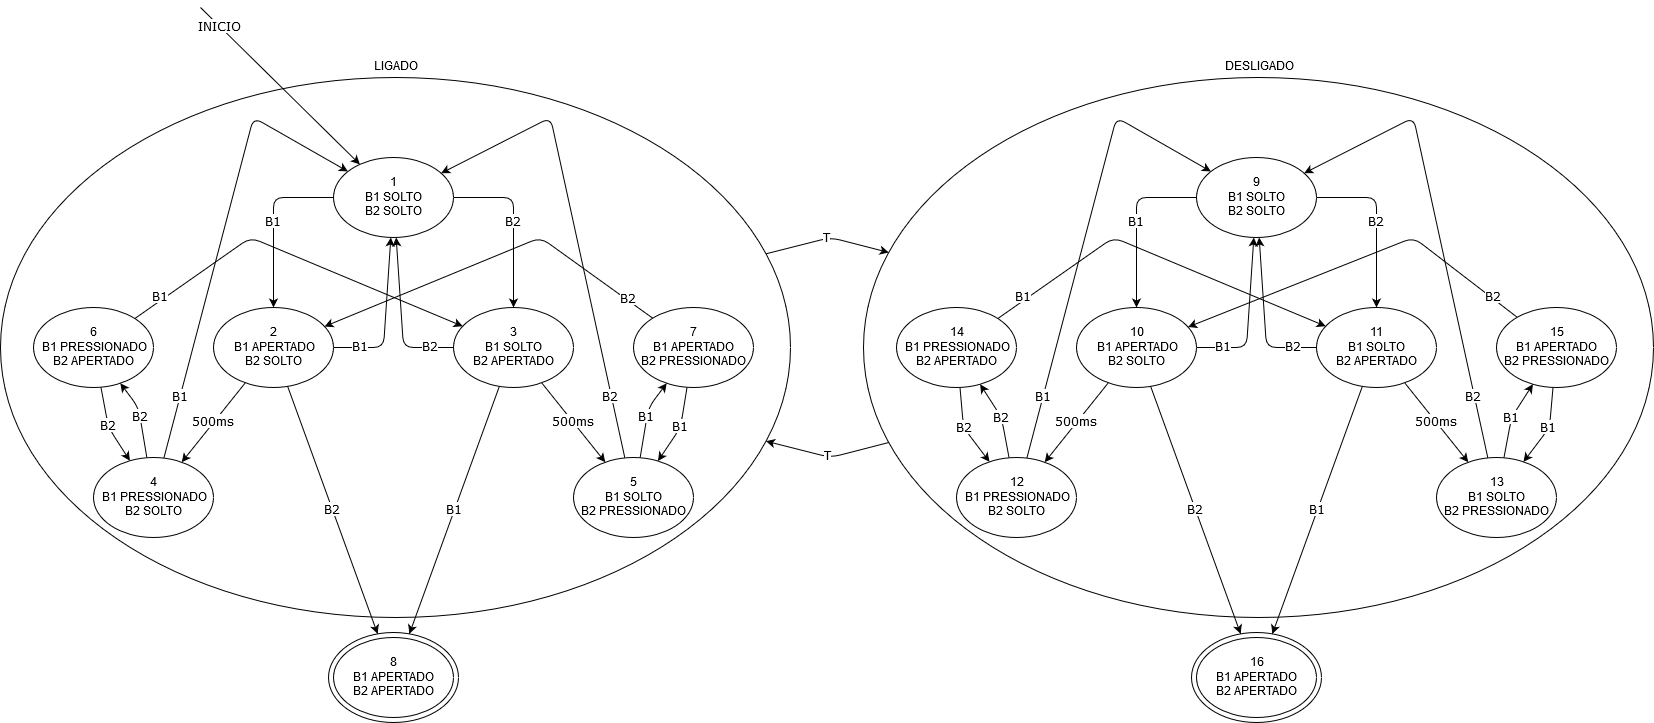 INICIO
LIGADO
DESLIGADO
1
B1 SOLTO
B2 SOLTO
9
B1 SOLTO
B2 SOLTO
B1
B2
B1
B2
T
B1
B2
B1
B2
6
B1 PRESSIONADO
B2 APERTADO
2
B1 APERTADO
B2 SOLTO
B1
B2
3
B1 SOLTO
B2 APERTADO
7
B1 APERTADO
B2 PRESSIONADO
14
B1 PRESSIONADO
B2 APERTADO
10
B1 APERTADO
B2 SOLTO
B1
B2
11
B1 SOLTO
B2 APERTADO
15
B1 APERTADO
B2 PRESSIONADO
B1
B2
B1
B2
B2
B2
500ms
500ms
B1
B1
B2
B2
500ms
500ms
B1
B1
T
4
B1 PRESSIONADO
B2 SOLTO
5
B1 SOLTO
B2 PRESSIONADO
12
B1 PRESSIONADO
B2 SOLTO
13
B1 SOLTO
B2 PRESSIONADO
B2
B1
B2
B1
8
B1 APERTADO
B2 APERTADO
16
B1 APERTADO
B2 APERTADO